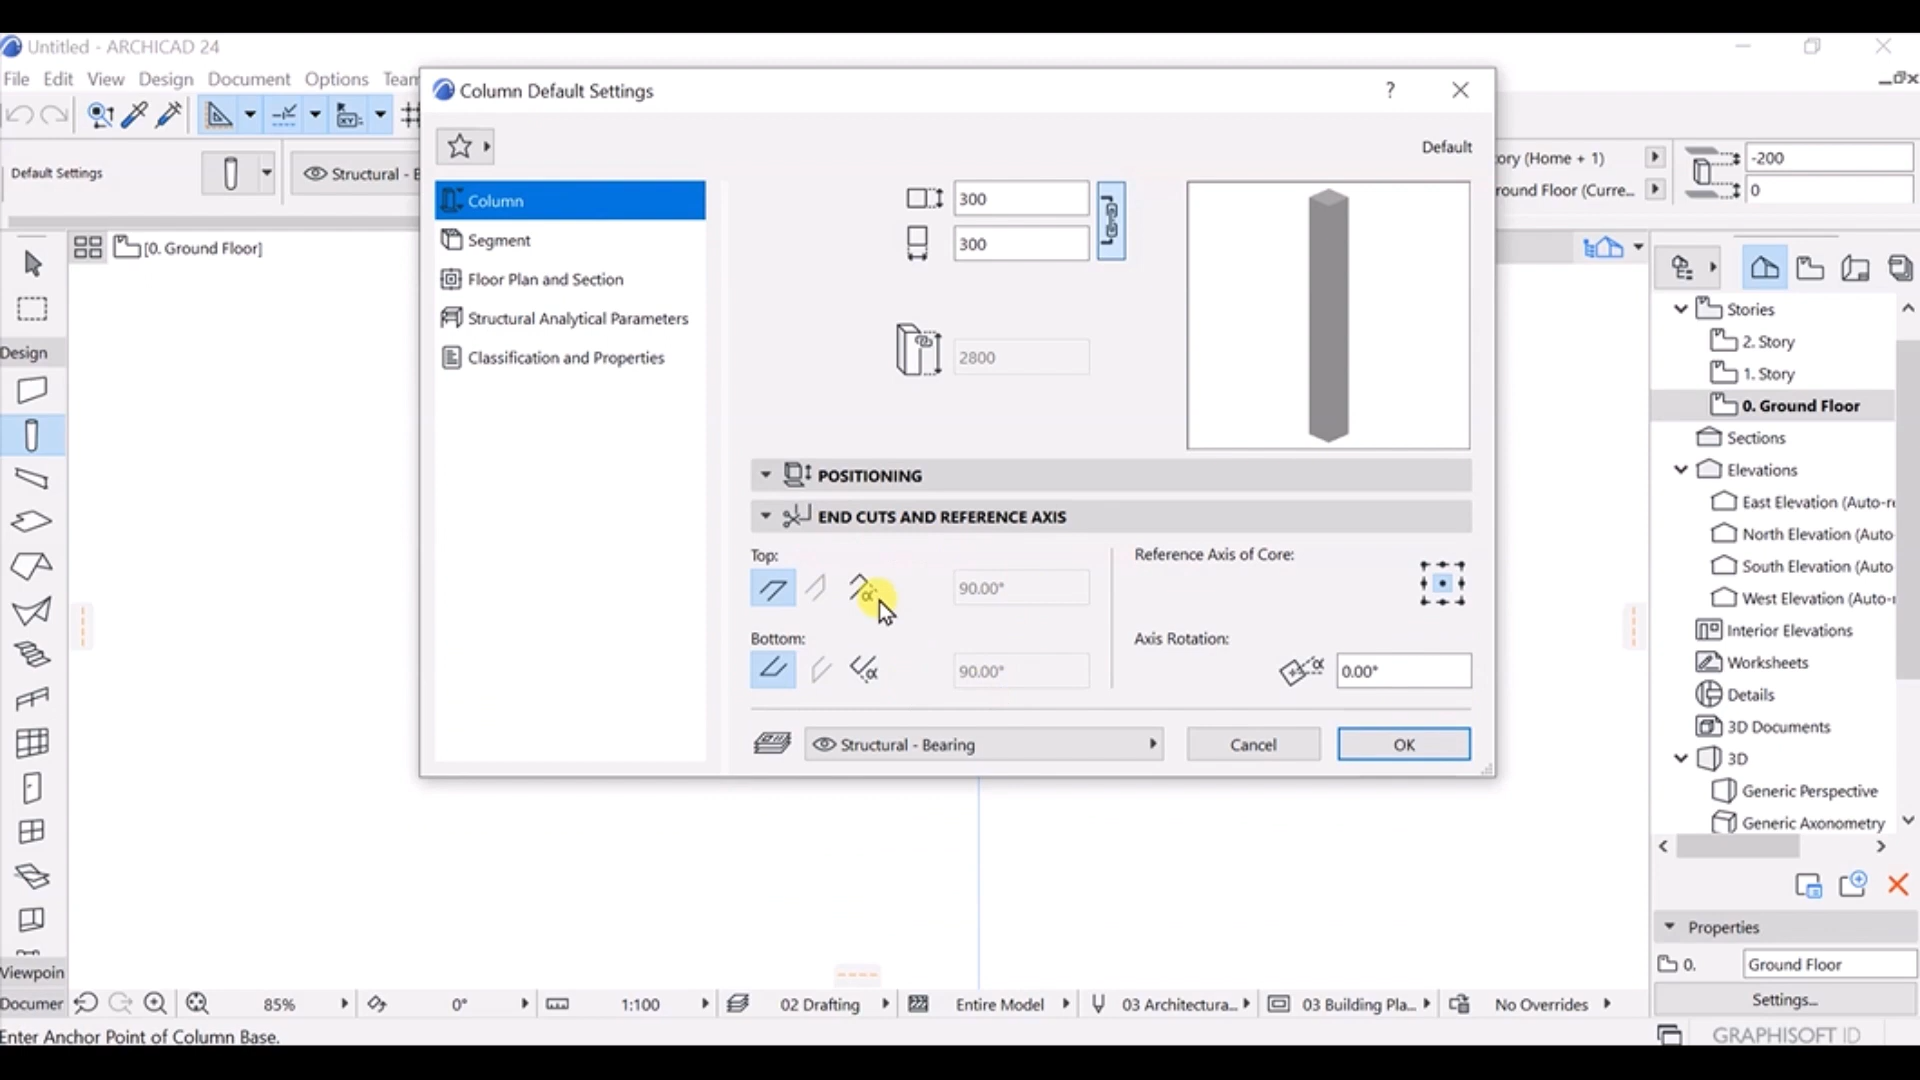 Untitled - ARCHICAD 24
File Edit View Design Document Options Team
Column Default Settings
?
Default
Default Settings
Structural - B
ory (Home + 1)
-200
round Floor (Curre...
0
[0. Ground Floor]
Column
Segment
Floor Plan and Section
Structural Analytical Parameters
Classification and Properties
300
300
2800
POSITIONING
END CUTS AND REFERENCE AXIS
Top:
90.00°
Bottom:
90.00°
Reference Axis of Core:
Axis Rotation:
0.00°
Structural - Bearing
Cancel
OK
Design
Viewpoin
Documer
Stories
2. Story
1. Story
0. Ground Floor
Sections
Elevations
East Elevation (Auto-r
North Elevation (Auto
South Elevation (Auto
West Elevation (Auto-
Interior Elevations
Worksheets
Details
3D Documents
3D
Generic Perspective
Generic Axonometry
Properties
0.
Ground Floor
Settings...
85%
0°
1:100
02 Drafting
Entire Model
03 Architectura...
03 Building Pla...
No Overrides
Enter Anchor Point of Column Base.
GRAPHISOFT ID